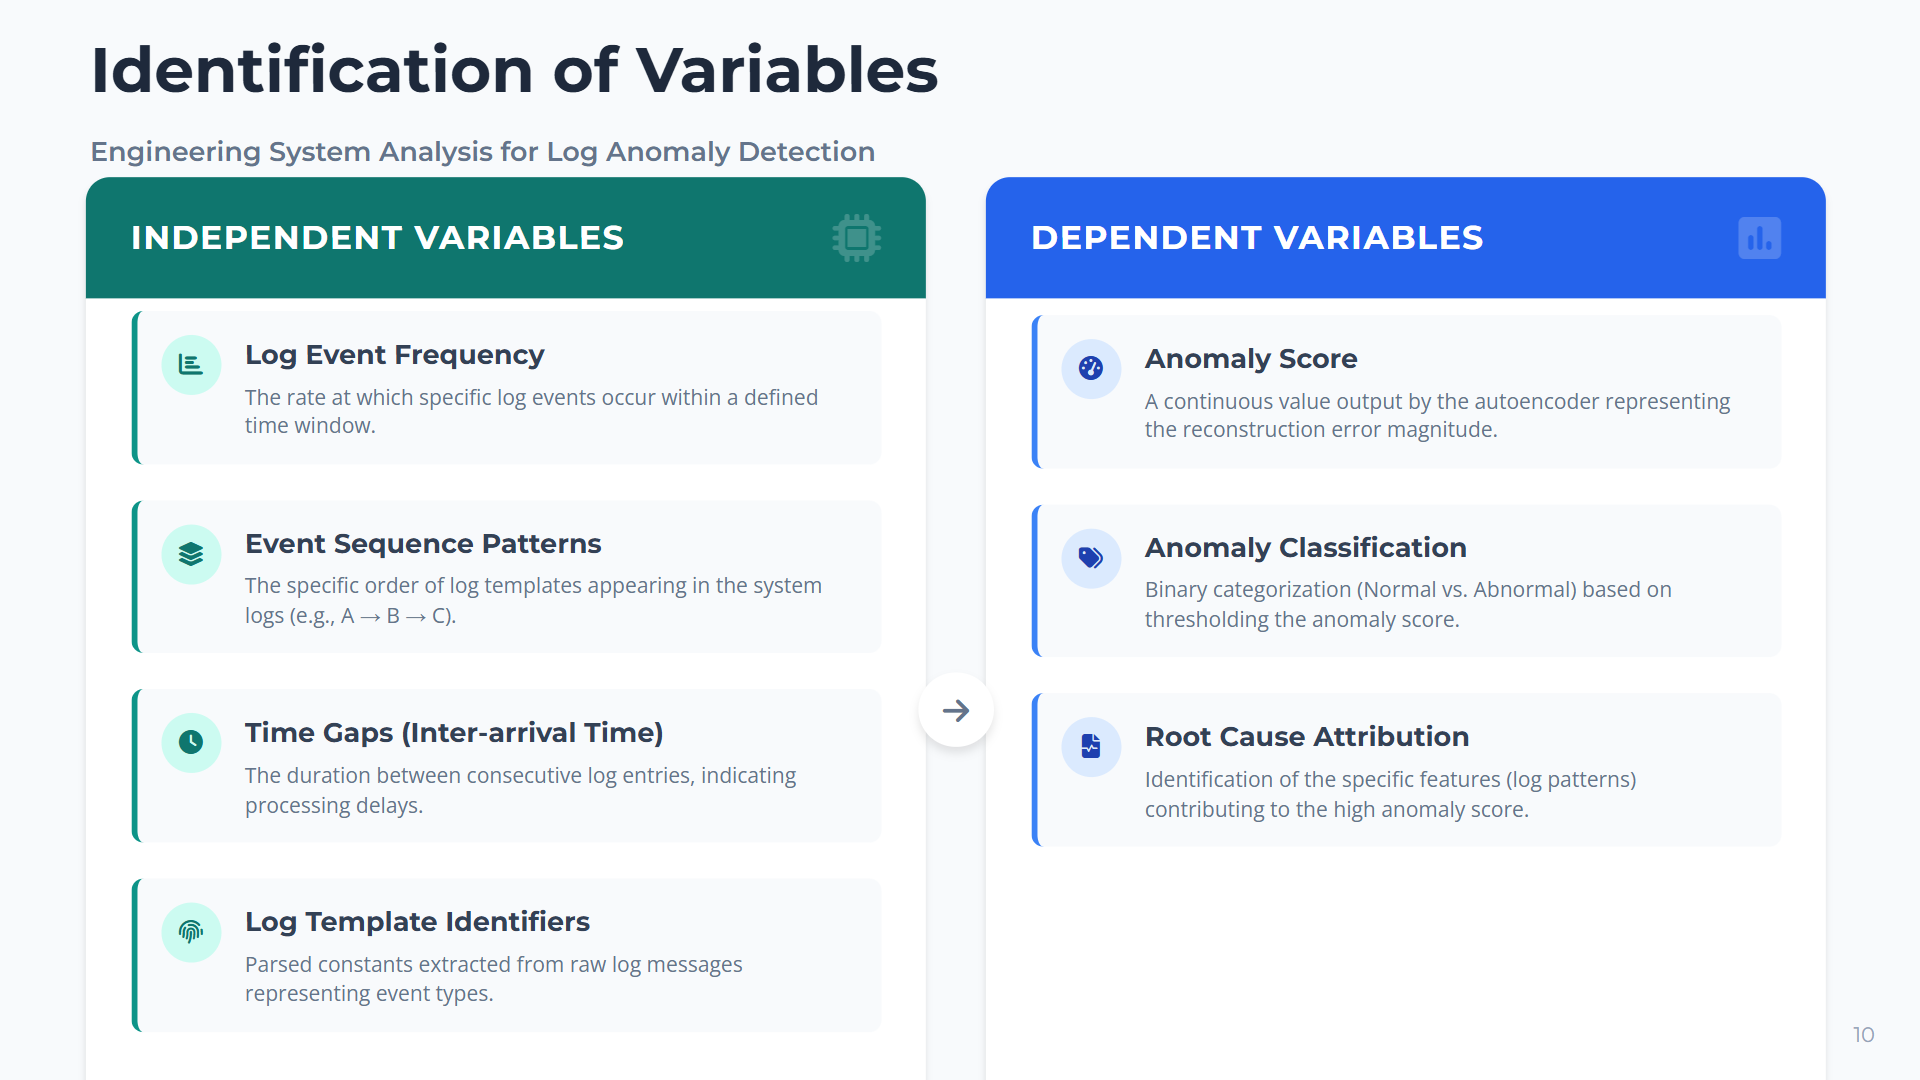 Identification of Variables
Engineering System Analysis for Log Anomaly Detection
INDEPENDENT VARIABLES
Log Event Frequency
The rate at which specific log events occur within a defined
time window.
Event Sequence Patterns
The specific order of log templates appearing in the system
logs (e.g., A → B → C).
Time Gaps (Inter-arrival Time)
The duration between consecutive log entries, indicating
processing delays.
Log Template Identifiers
Parsed constants extracted from raw log messages
representing event types.
DEPENDENT VARIABLES
Anomaly Score
A continuous value output by the autoencoder representing
the reconstruction error magnitude.
Anomaly Classification
Binary categorization (Normal vs. Abnormal) based on
thresholding the anomaly score.
Root Cause Attribution
Identification of the specific features (log patterns)
contributing to the high anomaly score.
10